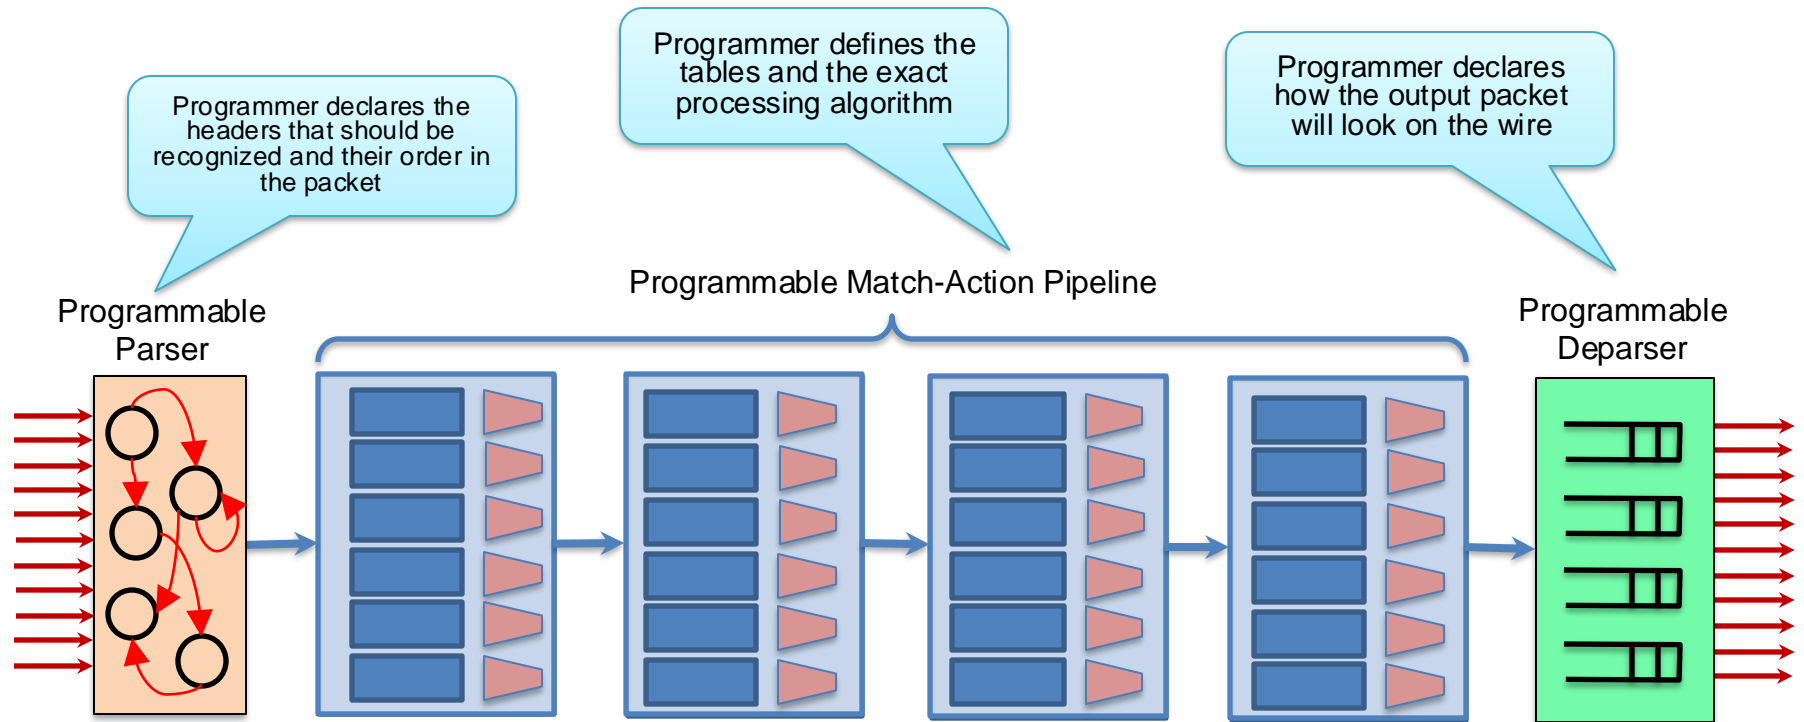 Programmer declares the
headers that should be
recognized and their order in
the packet
Programmer defines the
tables and the exact
processing algorithm
Programmer declares
how the output packet
will look on the wire
Programmable Match-Action Pipeline
Programmable
Parser
Programmable
Deparser